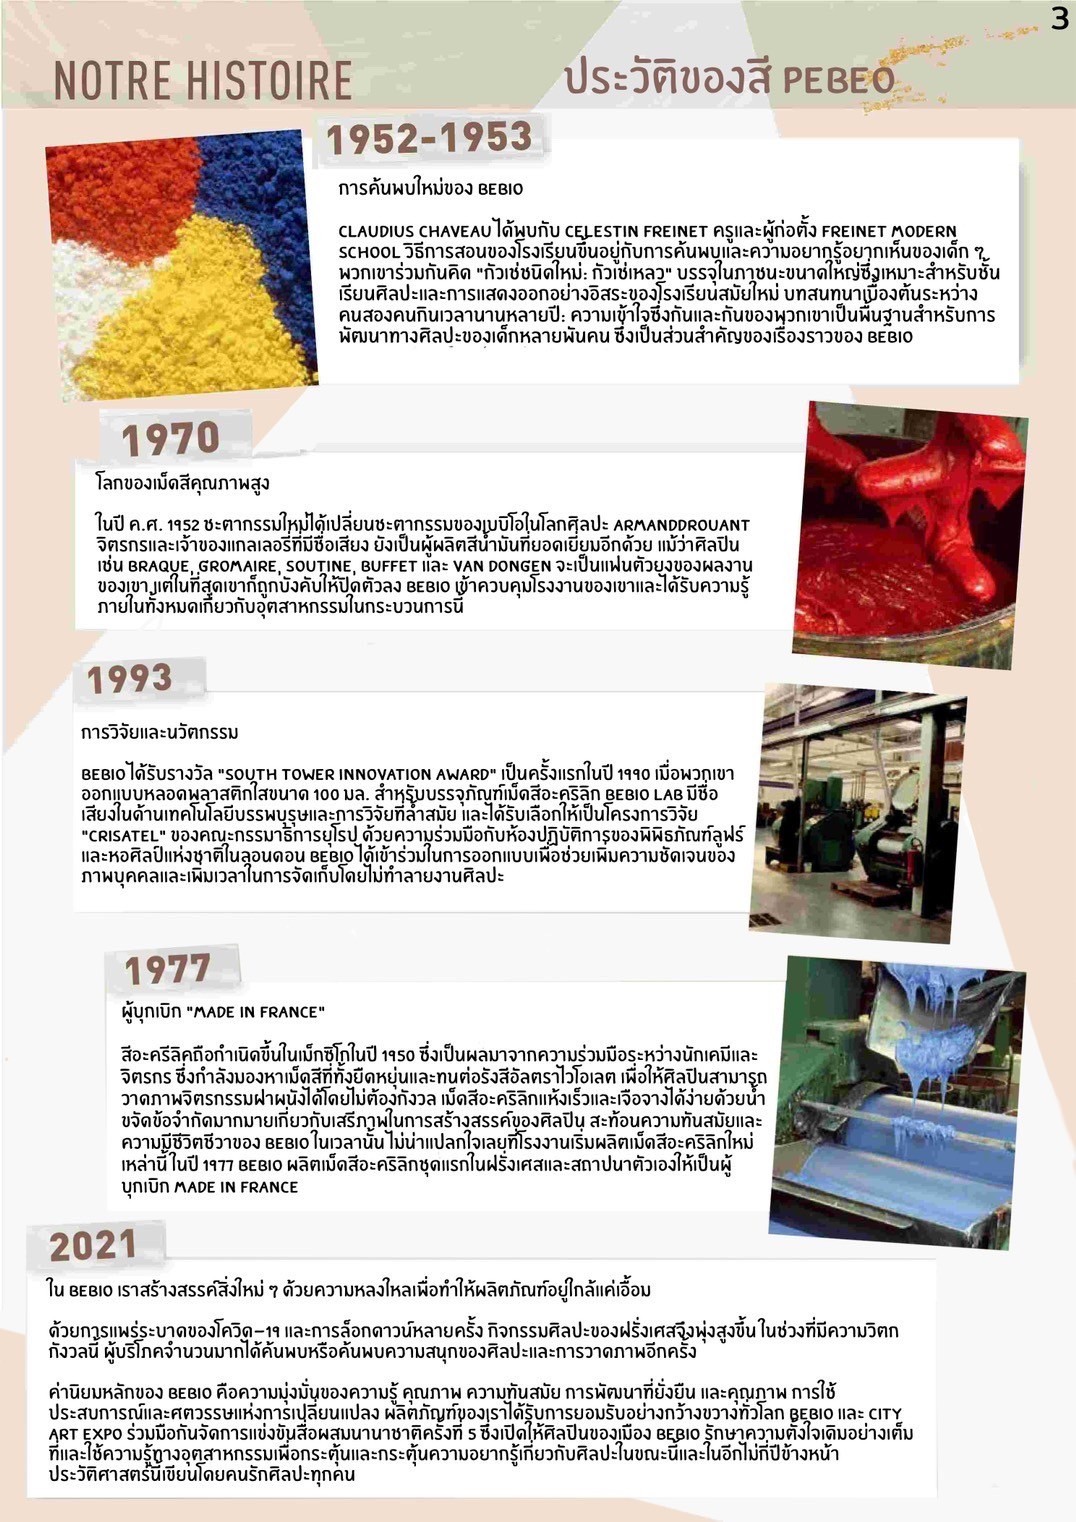 3
NOTRE HISTOIRE
ประวัติของสี PEBEO
1952-1953
การค้นพบใหม่ของ BEBIO
CLAUDIUS CHAVEAU ได้พบกับ CELESTIN FREINET ครูและผู้ก่อตั้ง FREINET MODERN
SCHOOL วิธีการสอนของโรงเรียนขึ้นอยู่กับการค้นพบและความอยากรู้อยากเห็นของเด็ก ๆ
พวกเขาร่วมกันคิด "กัวเช่ชนิดใหม่: กัวเช่เหลว" บรรจุในภาชนะขนาดใหญ่ซึ่งเหมาะสำหรับชั้น
เรียนศิลปะและการแสดงออกอย่างอิสระของโรงเรียนสมัยใหม่ บทสนทนาเบื้องต้นระหว่าง
คนสองคนกินเวลานานหลายปี: ความเข้าใจซึ่งกันและกันของพวกเขาเป็นพื้นฐานสำหรับการ
พัฒนาทางศิลปะของเด็กหลายพันคน ซึ่งเป็นส่วนสำคัญของเรื่องราวของ BEBIO
1970
โลกของเม็ดสีคุณภาพสูง
ในปี ค.ศ. 1952 ชะตากรรมใหม่ได้เปลี่ยนชะตากรรมของเบบิโอในโลกศิลปะ ARMANDDROUANT
จิตรกรและเจ้าของแกลเลอรี่ที่มีชื่อเสียง ยังเป็นผู้ผลิตสีน้ำมันที่ยอดเยี่ยมอีกด้วย แม้ว่าศิลปิน
เช่น BRAQUE, GROMAIRE, SOUTINE, BUFFET และ VAN DONGEN จะเป็นแฟนตัวยงของผลงาน
ของเขา แต่ในที่สุดเขาก็ถูกบังคับให้ปิดตัวลง BEBIO เข้าควบคุมโรงงานของเขาและได้รับความรู้
ภายในทั้งหมดเกี่ยวกับอุตสาหกรรมในกระบวนการนี้
1993
การวิจัยและนวัตกรรม
BEBIO ได้รับรางวัล "SOUTH TOWER INNOVATION AWARD" เป็นครั้งแรกในปี 1990 เมื่อพวกเขา
ออกแบบหลอดพลาสติกใสขนาด 100 มล. สำหรับบรรจุภัณฑ์เม็ดสีอะคริลิก BEBIO LAB มีชื่อ
เสียงในด้านเทคโนโลยีบรรพบุรุษและการวิจัยที่ล้ำสมัย และได้รับเลือกให้เป็นโครงการวิจัย
"CRISATEL" ของคณะกรรมาธิการยุโรป ด้วยความร่วมมือกับห้องปฏิบัติการของพิพิธภัณฑ์ลูฟร์
และหอศิลป์แห่งชาติในลอนดอน BEBIO ได้เข้าร่วมในการออกแบบเพื่อช่วยเพิ่มความชัดเจนของ
ภาพบุคคลและเพิ่มเวลาในการจัดเก็บโดยไม่ทำลายงานศิลปะ
1977
ผู้บุกเบิก "MADE IN FRANCE"
สีอะครีลิคถือกำเนิดขึ้นในเม็กซิโกในปี 1950 ซึ่งเป็นผลมาจากความร่วมมือระหว่างนักเคมีและ
จิตรกร ซึ่งกำลังมองหาเม็ดสีที่ทั้งยืดหยุ่นและทนต่อรังสีอัลตราไวโอเลต เพื่อให้ศิลปินสามารถ
วาดภาพจิตรกรรมฝาผนังได้โดยไม่ต้องกังวล เม็ดสีอะคริลิกแห้งเร็วและเจือจางได้ง่ายด้วยน้ำ
ขจัดข้อจำกัดมากมายเกี่ยวกับเสรีภาพในการสร้างสรรค์ของศิลปิน สะท้อนความทันสมัยและ
ความมีชีวิตชีวาของ BEBIO ในเวลานั้น ไม่น่าแปลกใจเลยที่โรงงานเริ่มผลิตเม็ดสีอะคริลิกใหม่
เหล่านี้ ในปี 1977 BEBIO ผลิตเม็ดสีอะคริลิกชุดแรกในฝรั่งเศสและสถาปนาตัวเองให้เป็นผู้
บุกเบิก MADE IN FRANCE
2021
ใน BEBIO เราสร้างสรรค์สิ่งใหม่ ๆ ด้วยความหลงใหลเพื่อทำให้ผลิตภัณฑ์อยู่ใกล้แค่เอื้อม
ด้วยการแพร่ระบาดของโควิด-19 และการล็อกดาวน์หลายครั้ง กิจกรรมศิลปะของฝรั่งเศสจึงพุ่งสูงขึ้น ในช่วงที่มีความวิตก
กังวลนี้ ผู้บริโภคจำนวนมากได้ค้นพบหรือค้นพบความสนุกของศิลปะและการวาดภาพอีกครั้ง
ค่านิยมหลักของ BEBIO คือความมุ่งมั่นของความรู้ คุณภาพ ความทันสมัย การพัฒนาที่ยั่งยืน และคุณภาพ การใช้
ประสบการณ์และศตวรรษแห่งการเปลี่ยนแปลง ผลิตภัณฑ์ของเราได้รับการยอมรับอย่างกว้างขวางทั่วโลก BEBIO และ CITY
ART EXPO ร่วมมือกันจัดการแข่งขันสื่อผสมนานาชาติครั้งที่ 5 ซึ่งเปิดให้ศิลปินของเมือง BEBIO รักษาความตั้งใจเดิมอย่างเต็ม
ที่และใช้ความรู้ทางอุตสาหกรรมเพื่อกระตุ้นและกระตุ้นความอยากรู้เกี่ยวกับศิลปะในขณะนี้และในอีกไม่กี่ปีข้างหน้า
ประวัติศาสตร์นี้เขียนโดยคนรักศิลปะทุกคน